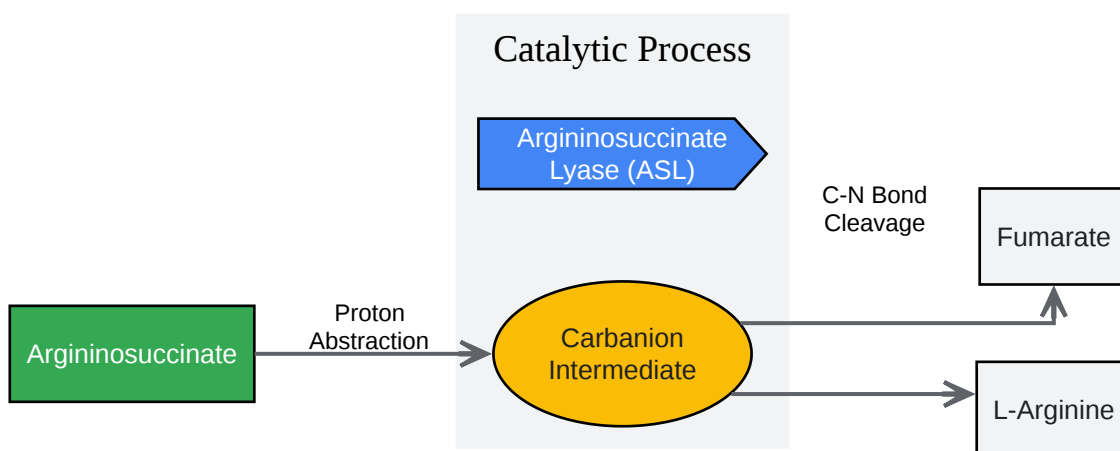 Catalytic Process
Argininosuccinate
Lyase (ASL)
C-N Bond
Cleavage
Fumarate
Proton
Abstraction
Argininosuccinate
Carbanion
Intermediate
L-Arginine